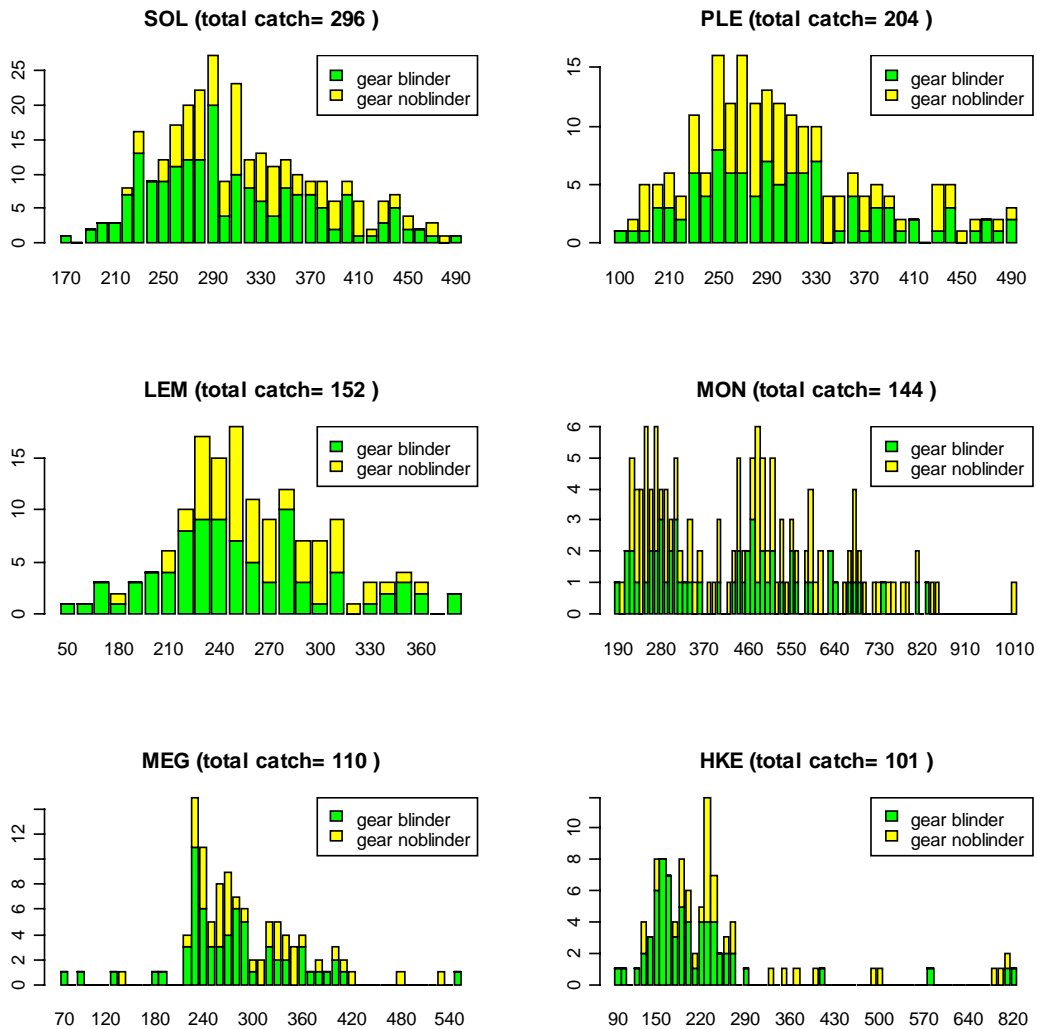 SOL (total catch= 296 )
gear blinder
gear noblinder
0 5 10 15 20 25
170 210 250 290 330 370 410 450 490
PLE (total catch= 204 )
gear blinder
gear noblinder
0 5 10 15
100 210 250 290 330 370 410 450 490
LEM (total catch= 152 )
gear blinder
gear noblinder
0 5 10 15
50 180 210 240 270 300 330 360
MON (total catch= 144 )
gear blinder
gear noblinder
0 1 2 3 4 5 6
190 280 370 460 550 640 730 820 910 1010
MEG (total catch= 110 )
gear blinder
gear noblinder
0 2 4 6 8 12
70 120 180 240 300 360 420 480 540
HKE (total catch= 101 )
gear blinder
gear noblinder
0 2 4 6 8 10
90 150 220 290 360 430 500 570 640 720 820